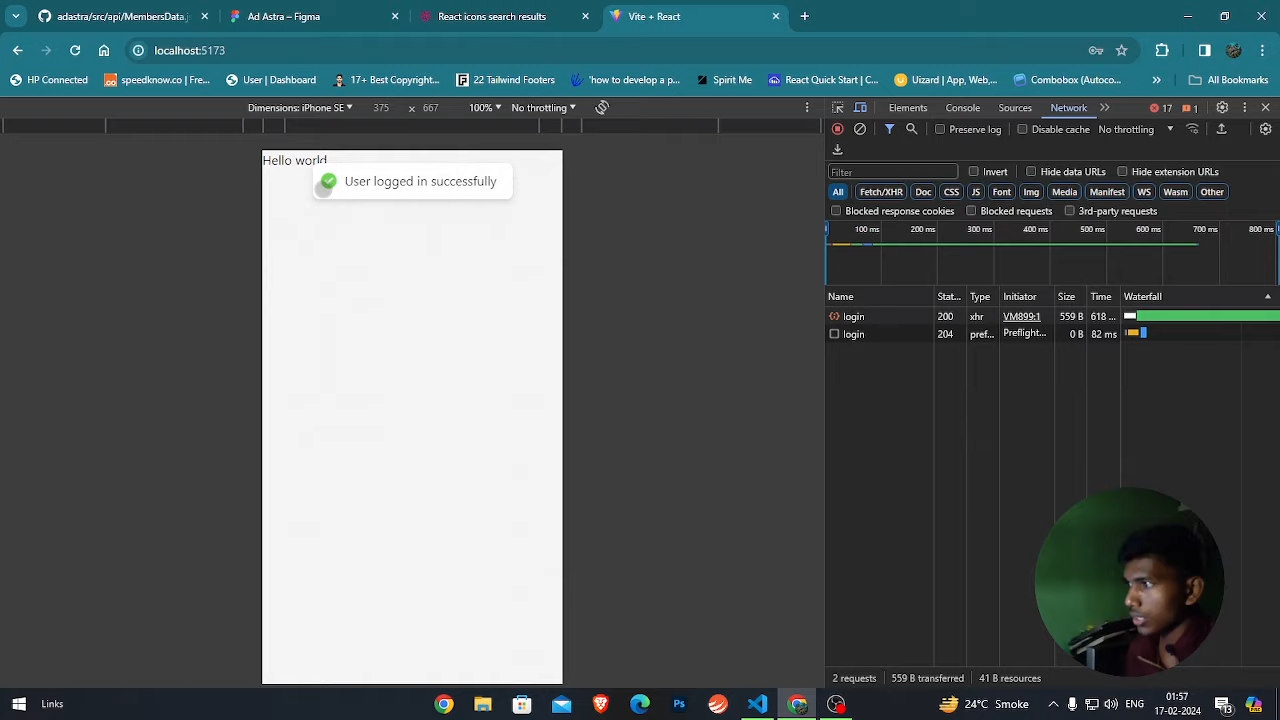 adastra/src/api/MembersData.js
Ad Astra – Figma
React icons search results
Vite + React
localhost:5173
HP Connected
speedknow.co | Fre...
User | Dashboard
17+ Best Copyright...
22 Tailwind Footers
'how to develop a p...
Spirit Me
React Quick Start | C...
Uizard | App, Web,...
Combobox (Autoco...
All Bookmarks
Dimensions: iPhone SE
375
x
667
100%
No throttling
Elements
Console
Sources
Network
17
1
Preserve log
Disable cache
No throttling
Filter
Invert
Hide data URLs
Hide extension URLs
All
Fetch/XHR
Doc
CSS
JS
Font
Img
Media
Manifest
WS
Wasm
Other
Blocked response cookies
Blocked requests
3rd-party requests
100 ms
200 ms
300 ms
400 ms
500 ms
600 ms
700 ms
800 ms
Name
Stat...
Type
Initiator
Size
Time
Waterfall
login
200
xhr
VM899:1
559 B
618 ...
login
204
pref...
Preflight...
0 B
82 ms
Hello world
User logged in successfully
2 requests
559 B transferred
41 B resources
Links
24°C Smoke
ENG
01:57
17-02-2024